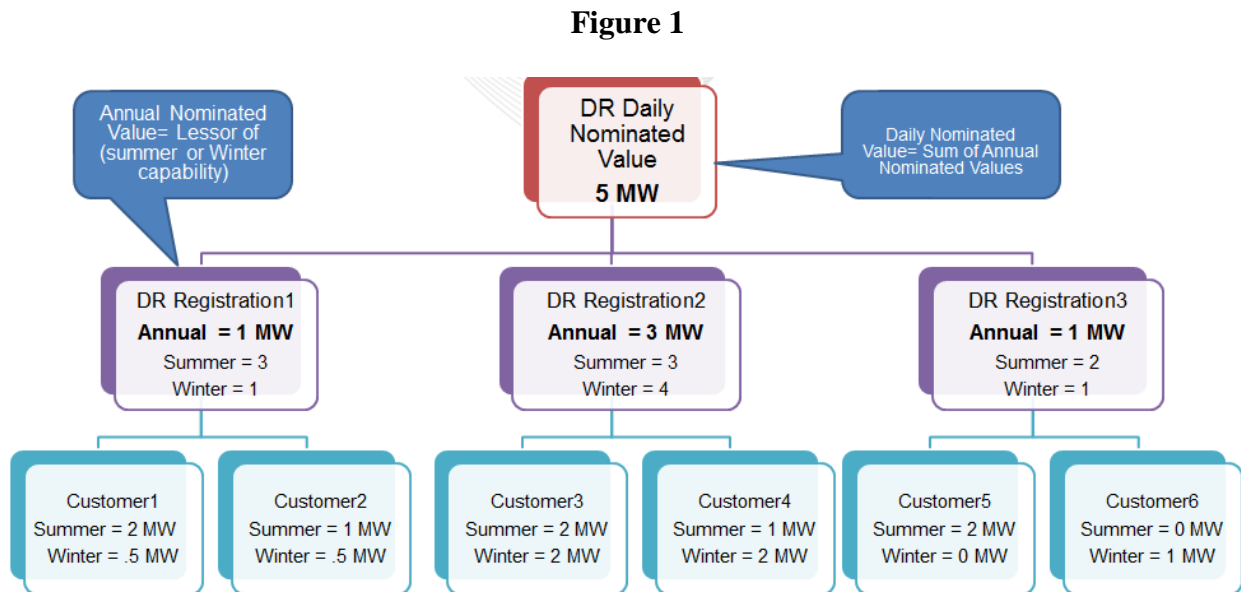 Figure 1
Annual Nominated
Value= Lessor of
(summer or Winter
capability)
DR Daily
Nominated
Value
5 MW
Daily Nominated
Value= Sum of Annual
Nominated Values
DR Registration1
Annual = 1 MW
Summer = 3
Winter = 1
DR Registration2
Annual = 3 MW
Summer = 3
Winter = 4
DR Registration3
Annual = 1 MW
Summer = 2
Winter = 1
Customer1
Summer = 2 MW
Winter = .5 MW
Customer2
Summer = 1 MW
Winter = .5 MW
Customer3
Summer = 2 MW
Winter = 2 MW
Customer4
Summer = 1 MW
Winter = 2 MW
Customer5
Summer = 2 MW
Winter = 0 MW
Customer6
Summer = 0 MW
Winter = 1 MW